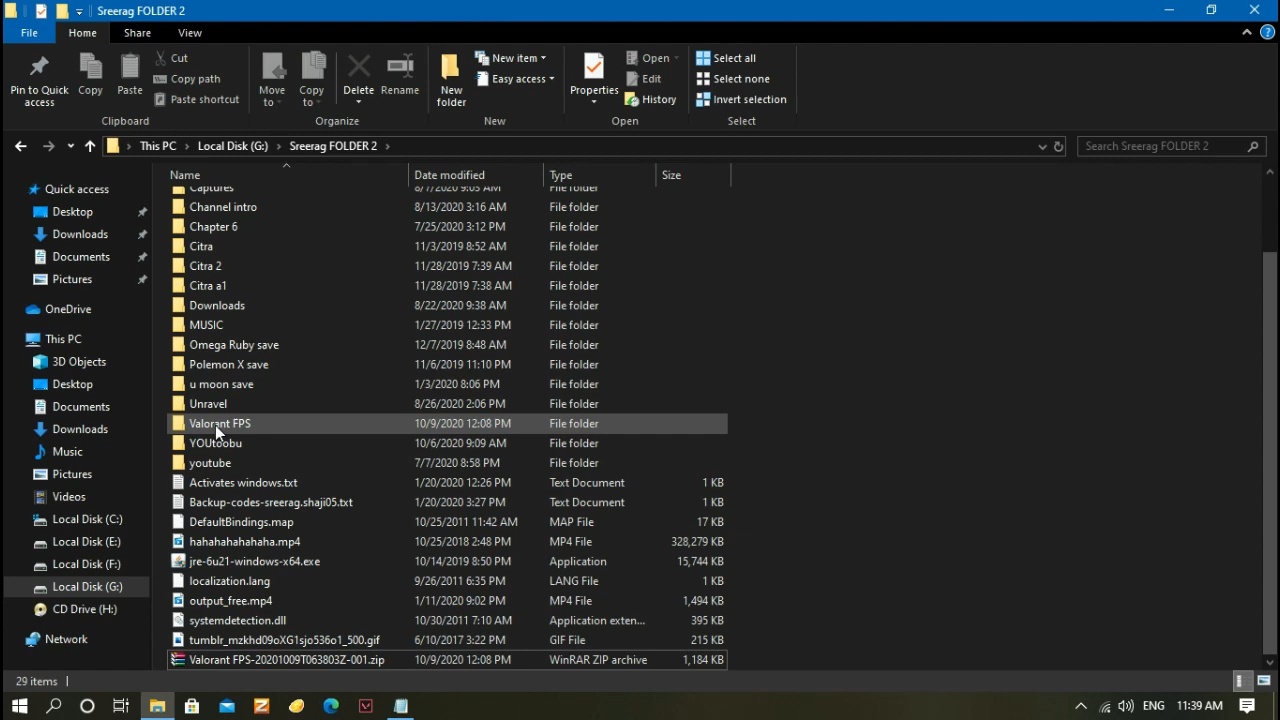 Sreerag FOLDER 2
File Home Share View
Pin to Quick access
Copy
Paste
Cut
Copy path
Paste shortcut
Clipboard
Move to
Copy to
Delete
Rename
Organize
New folder
New item
Easy access
New
Properties
Open
Edit
History
Open
Select all
Select none
Invert selection
Select
This PC Local Disk (G:) Sreerag FOLDER 2
Search Sreerag FOLDER 2
Quick access
Desktop
Downloads
Documents
Pictures
OneDrive
This PC
3D Objects
Desktop
Documents
Downloads
Music
Pictures
Videos
Local Disk (C:)
Local Disk (E:)
Local Disk (F:)
Local Disk (G:)
CD Drive (H:)
Network
Name Date modified Type Size
Captures 8/7/2020 9:03 AM File folder
Channel intro 8/13/2020 3:16 AM File folder
Chapter 6 7/25/2020 3:12 PM File folder
Citra 11/3/2019 8:52 AM File folder
Citra 2 11/28/2019 7:39 AM File folder
Citra a1 11/28/2019 7:38 AM File folder
Downloads 8/22/2020 9:38 AM File folder
MUSIC 1/27/2019 12:33 PM File folder
Omega Ruby save 12/7/2019 8:48 AM File folder
Polemon X save 11/6/2019 11:10 PM File folder
u moon save 1/3/2020 8:06 PM File folder
Unravel 8/26/2020 2:06 PM File folder
Valorant FPS 10/9/2020 12:08 PM File folder
YOUtoobu 10/6/2020 9:09 AM File folder
youtube 7/7/2020 8:58 PM File folder
Activates windows.txt 1/20/2020 12:26 PM Text Document 1 KB
Backup-codes-sreerag.shaji05.txt 1/20/2020 3:27 PM Text Document 1 KB
DefaultBindings.map 10/25/2011 11:42 AM MAP File 17 KB
hahahahahahaha.mp4 10/25/2018 2:48 PM MP4 File 328,279 KB
jre-6u21-windows-x64.exe 10/14/2019 8:50 PM Application 15,744 KB
localization.lang 9/26/2011 6:35 PM LANG File 1 KB
output_free.mp4 1/11/2020 9:02 PM MP4 File 1,494 KB
systemdetection.dll 10/30/2011 7:10 AM Application exten... 395 KB
tumblr_mzkhd09oXG1sjo536o1_500.gif 6/10/2017 3:22 PM GIF File 215 KB
Valorant FPS-20201009T063803Z-001.zip 10/9/2020 12:08 PM WinRAR ZIP archive 1,184 KB
29 items
ENG 11:39 AM